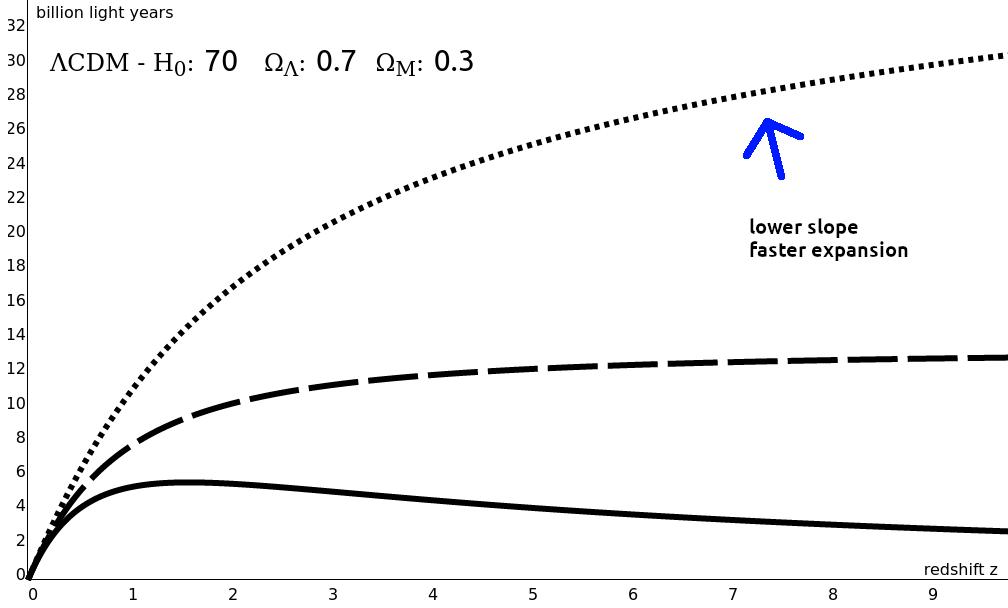 billion light years
ΛCDM - H₀: 70 Ω_Λ: 0.7 Ω_M: 0.3
32
30
28
26
24
22
20
18
16
14
12
10
8
6
4
2
0
lower slope
faster expansion
redshift z
0 1 2 3 4 5 6 7 8 9